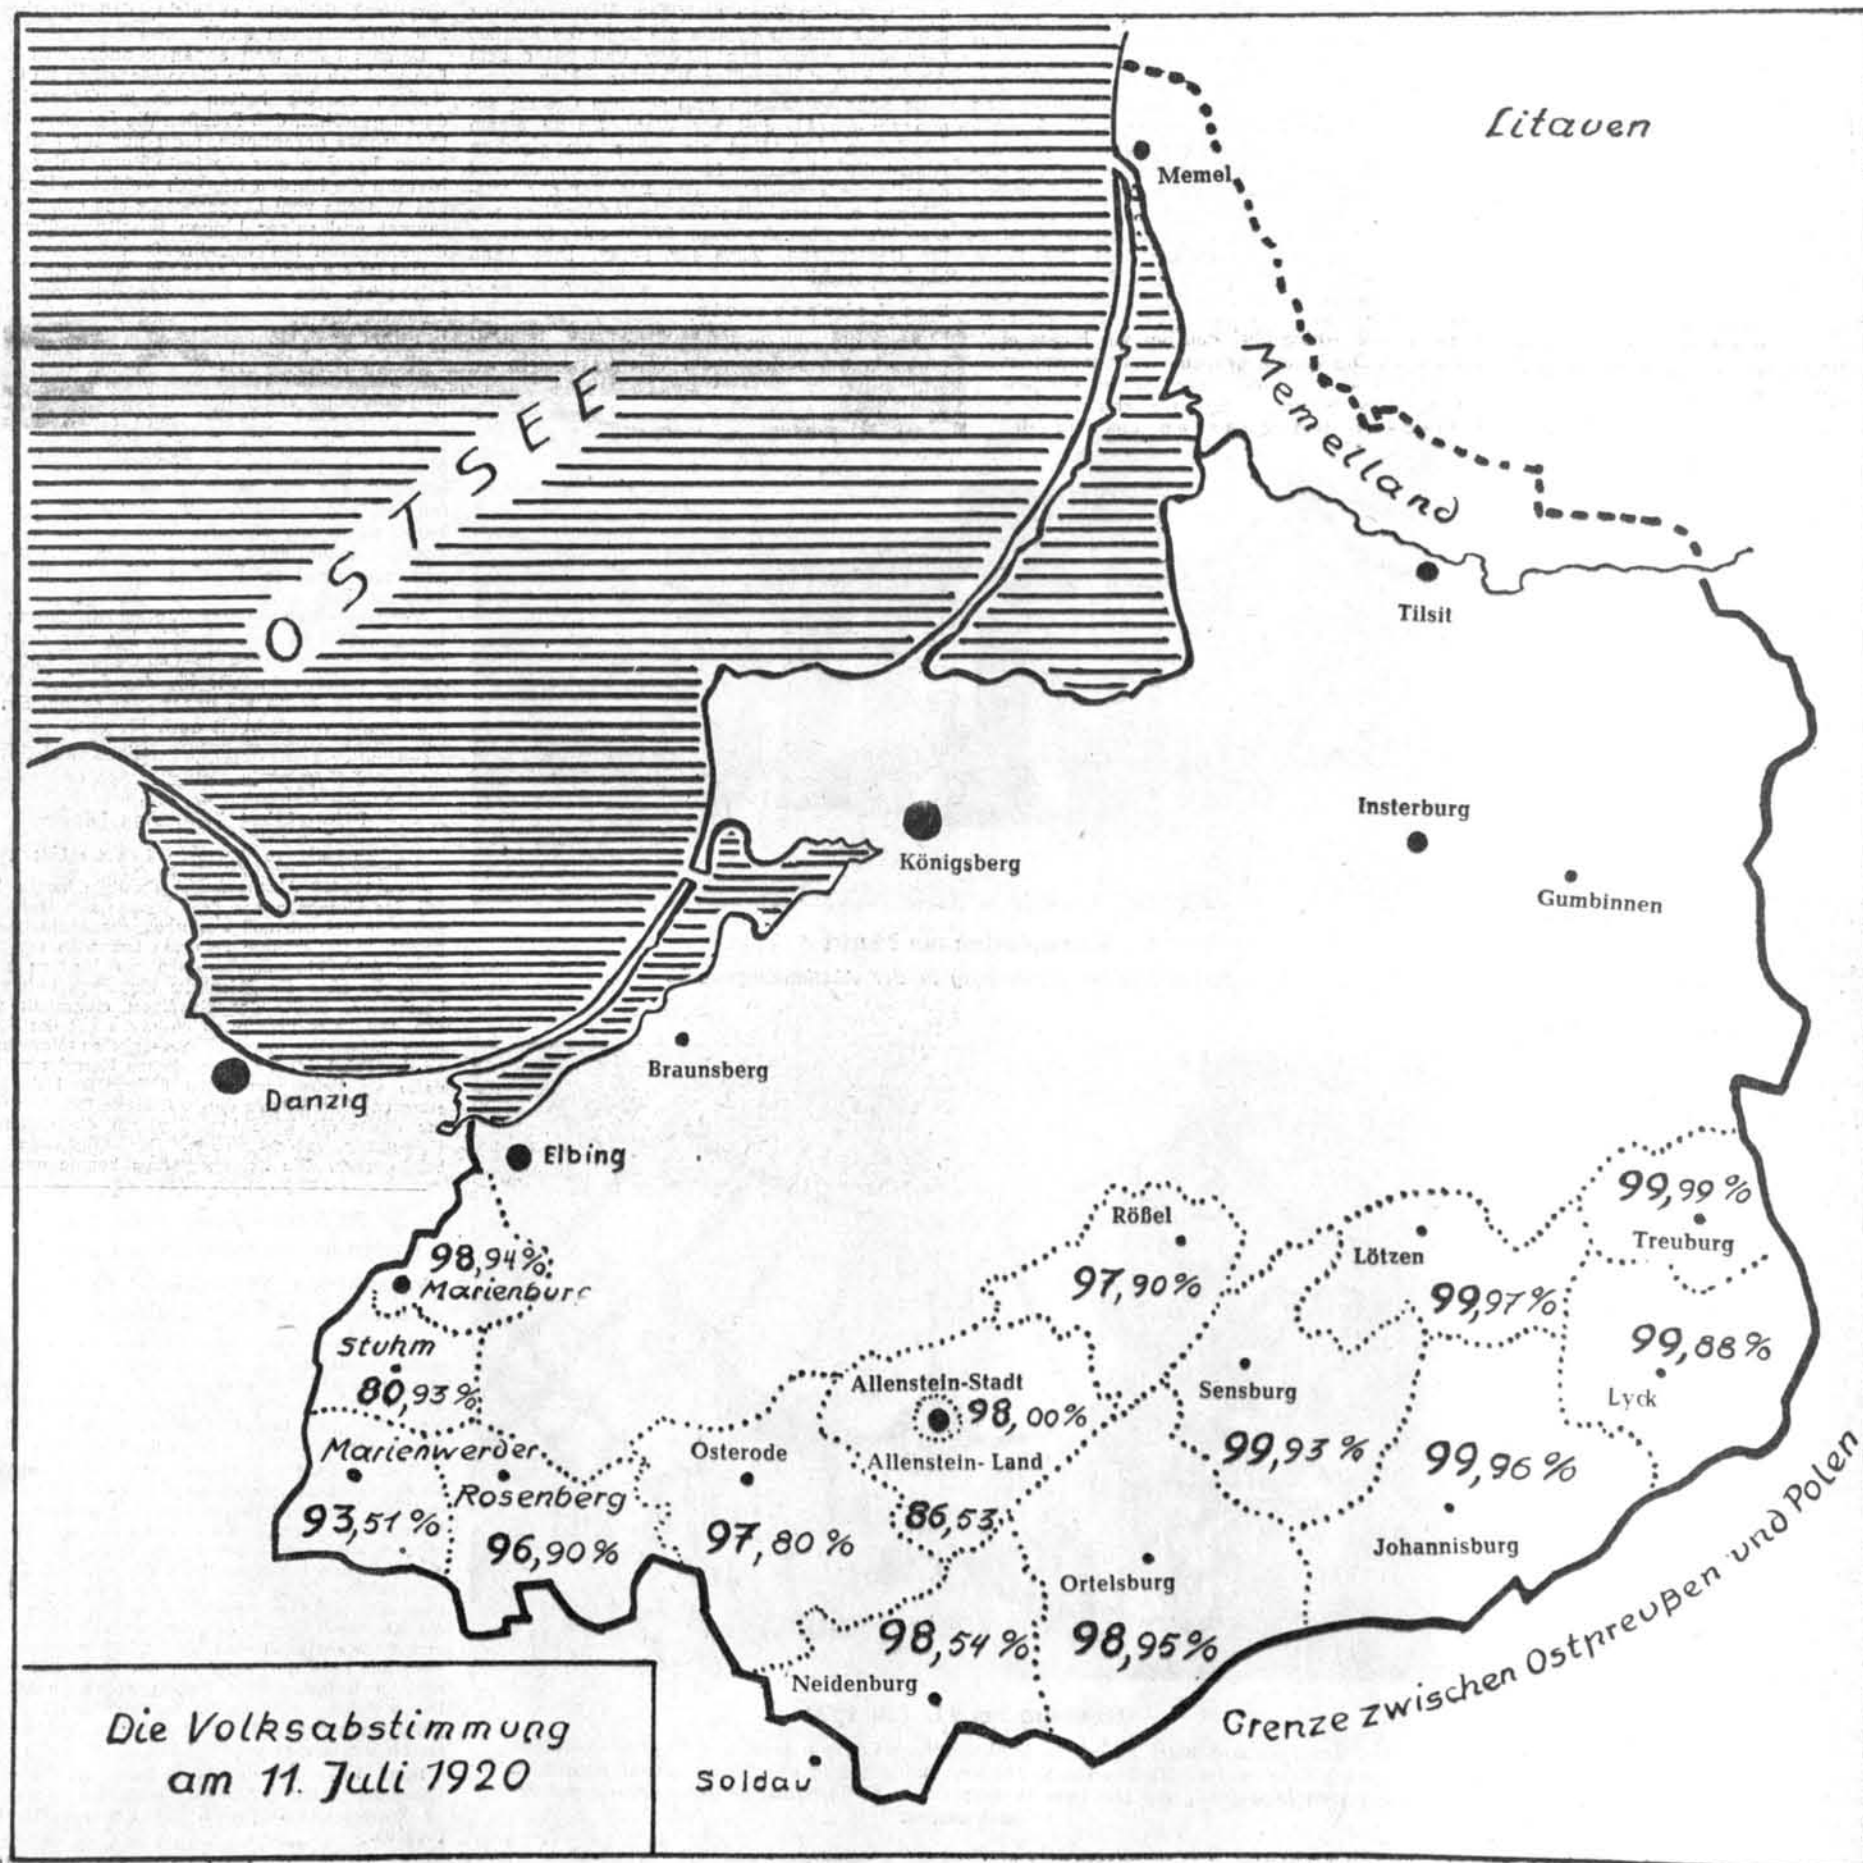 Litauen
Memel
Memelland
OSTSEE
Tilsit
Insterburg
Gumbinnen
Königsberg
Braunsberg
Danzig
Elbing
98,94%
Marienburg
Stuhm
80,93%
Marienwerder
93,51%
Rosenberg
96,90%
Osterode
97,80%
Allenstein-Stadt
98,00%
Allenstein-Land
86,53
Rößel
97,90%
Lötzen
99,97%
99,99%
Treuburg
99,88%
Lyck
Sensburg
99,93%
99,96%
Johannisburg
Ortelsburg
98,95%
98,54%
Neidenburg
Soldau
Grenze zwischen Ostpreußen und Polen
Die Volksabstimmung
am 11. Juli 1920